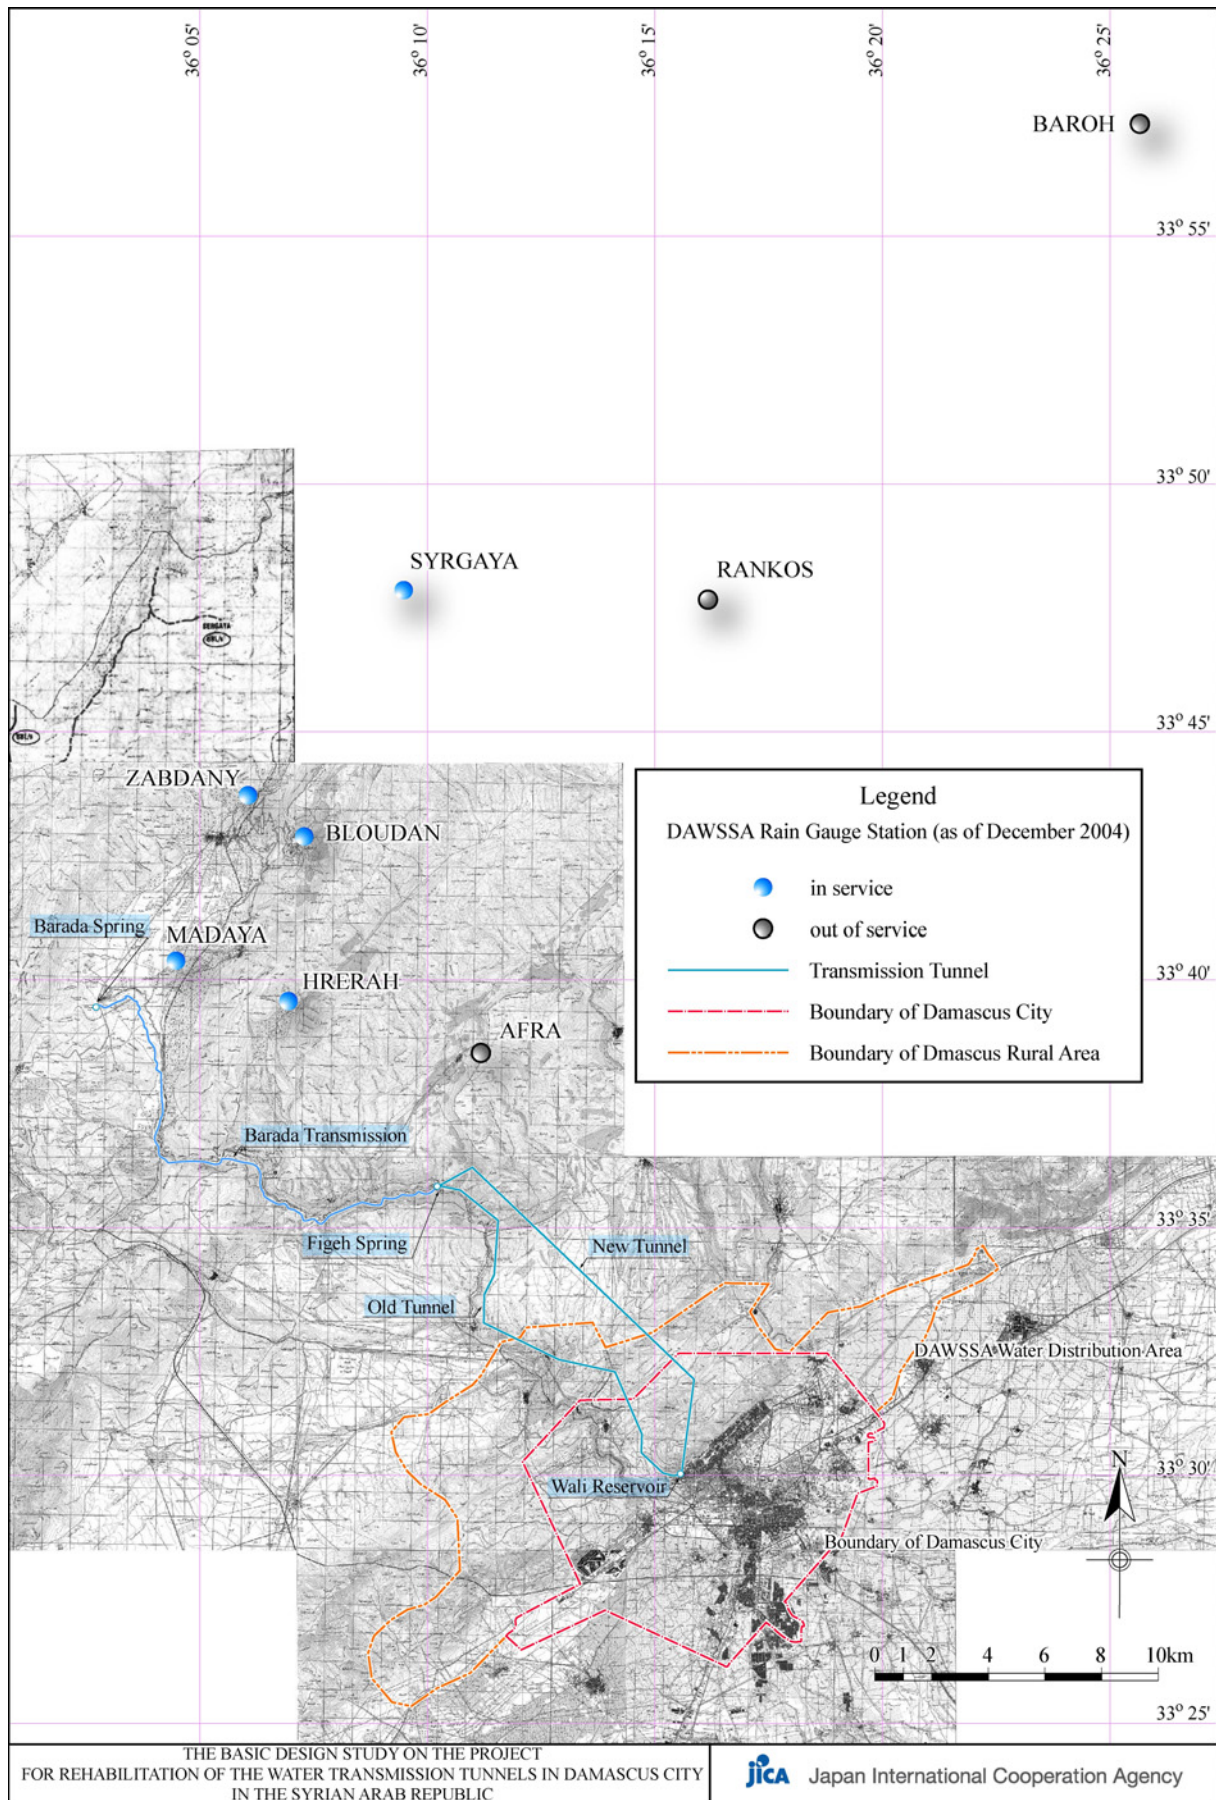 36° 05'
36° 10'
36° 15'
36° 20'
36° 25'
BAROH
33° 55'
33° 50'
SYRGAYA
RANKOS
SERGAYA
33° 45'
ZABDANY
BLOUDAN
Barada Spring
MADAYA
HRERAH
AFRA
33° 40'
Legend
DAWSSA Rain Gauge Station (as of December 2004)
in service
out of service
Transmission Tunnel
Boundary of Damascus City
Boundary of Dmascus Rural Area
Barada Transmission
Figeh Spring
New Tunnel
33° 35'
Old Tunnel
DAWSSA Water Distribution Area
Wali Reservoir
33° 30'
N
Boundary of Damascus City
0 1 2 4 6 8 10km
33° 25'
THE BASIC DESIGN STUDY ON THE PROJECT
FOR REHABILITATION OF THE WATER TRANSMISSION TUNNELS IN DAMASCUS CITY
IN THE SYRIAN ARAB REPUBLIC
jICA Japan International Cooperation Agency